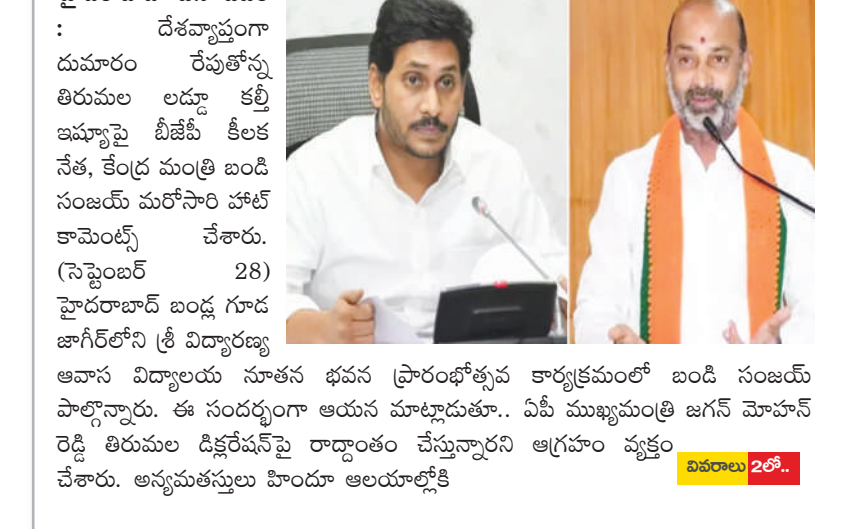 : దేశవ్యాప్తంగా
దుమారం రేపుతోన్న
తిరుమల లడ్డూ కల్తీ
ఇష్యూపై బీజేపీ కీలక
నేత, కేంద్ర మంత్రి బండి
సంజయ్ మరోసారి హాట్
కామెంట్స్ చేశారు.
(సెప్టెంబర్ 28)
హైదరాబాద్ బండ్ల గూడ
జాగీర్‌లోని శ్రీ విద్యారణ్య
ఆవాస విద్యాలయ నూతన భవన ప్రారంభోత్సవ కార్యక్రమంలో బండి సంజయ్
పాల్గొన్నారు. ఈ సందర్భంగా ఆయన మాట్లాడుతూ.. ఏపీ ముఖ్యమంత్రి జగన్ మోహన్
రెడ్డి తిరుమల డిక్లరేషన్‌పై రాద్దాంతం చేస్తున్నారని ఆగ్రహం వ్యక్తం
చేశారు. అన్యమతస్తులు హిందూ ఆలయాల్లోకి
వివరాలు 2లో..